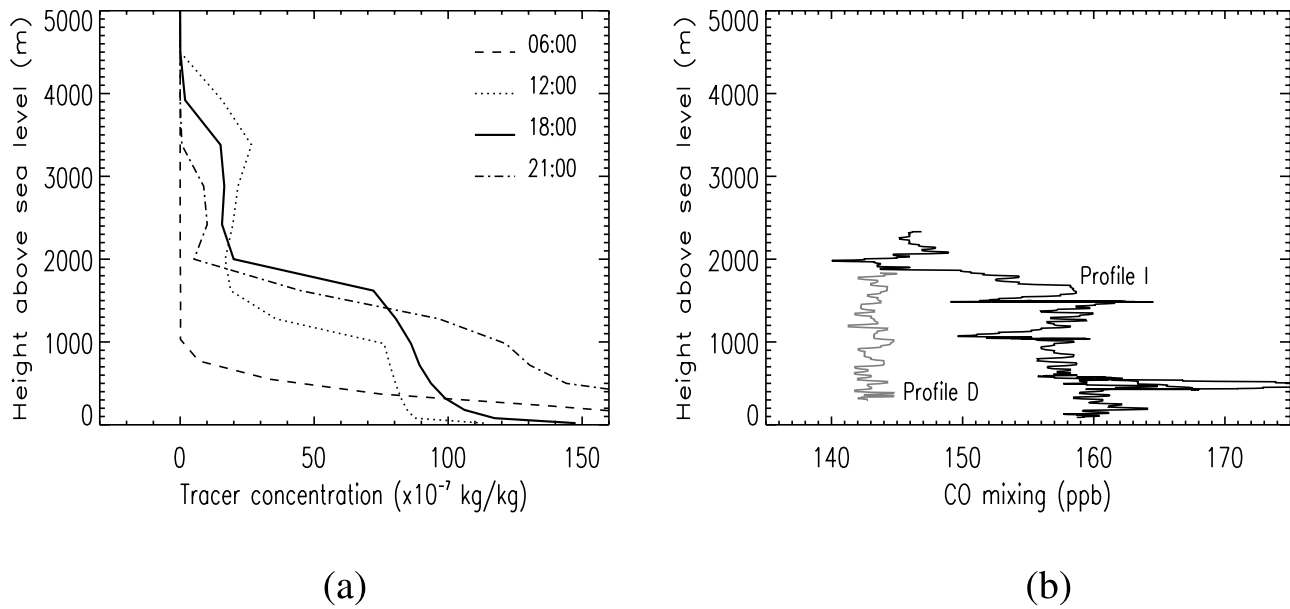 Height above sea level (m)
5000
4000
3000
2000
1000
0
06:00
12:00
18:00
21:00
0 50 100 150
Tracer concentration (x10⁻⁷ kg/kg)
(a)
Height above sea level (m)
5000
4000
3000
2000
1000
0
Profile I
Profile D
140 150 160 170
CO mixing (ppb)
(b)